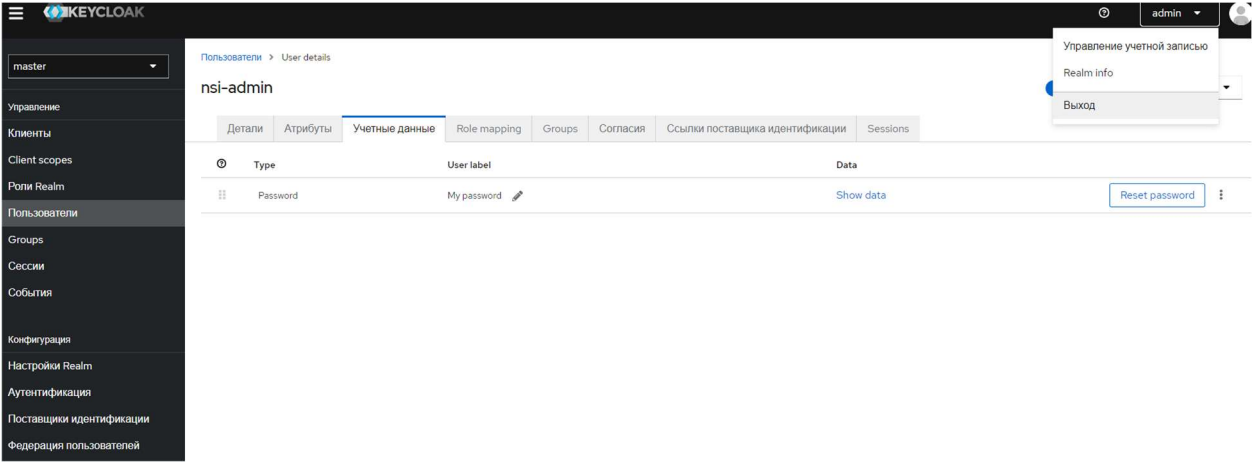 KEYCLOAK
admin
Управление учетной записью
Realm info
Выход
master
Управление
Клиенты
Client scopes
Роли Realm
Пользователи
Groups
Сессии
События
Конфигурация
Настройки Realm
Аутентификация
Поставщики идентификации
Федерация пользователей
Пользователи > User details
nsi-admin
Детали Атрибуты Учетные данные Role mapping Groups Согласия Ссылки поставщика идентификации Sessions
Type User label Data
Password My password Show data Reset password